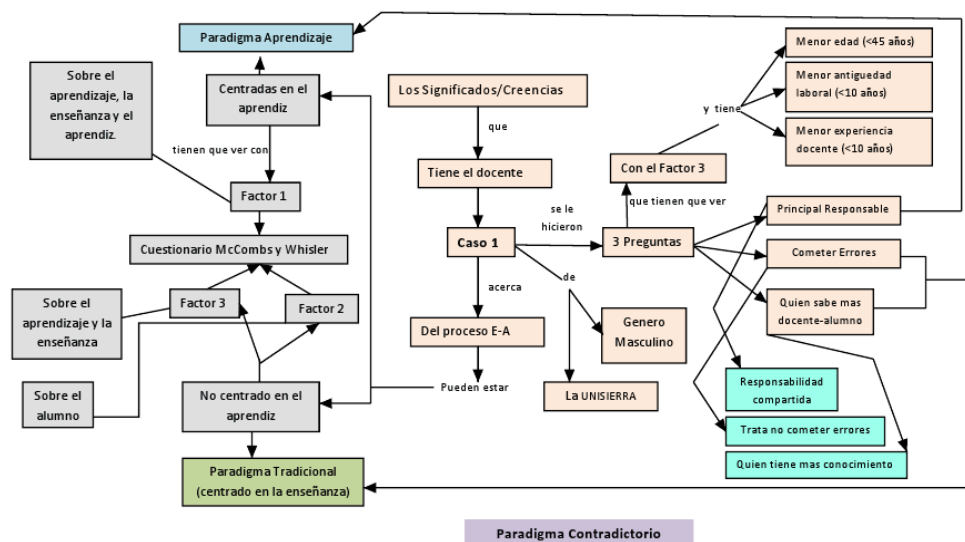 Paradigma Aprendizaje
Sobre el
aprendizaje, la
enseñanza y el
aprendiz.
Centradas en el
aprendiz
tienen que ver con
Factor 1
Cuestionario McCombs y Whisler
Sobre el
aprendizaje y la
enseñanza
Factor 3
Factor 2
Sobre el
alumno
No centrado en el
aprendiz
Paradigma Tradicional
(centrado en la enseñanza)
Los Significados/Creencias
que
Tiene el docente
Caso 1
acerca
Del proceso E-A
Pueden estar
se le
hicieron
de
Genero
Masculino
La UNISIERRA
3 Preguntas
que tienen que ver
Con el Factor 3
y tiene
Menor edad (<45 años)
Menor antiguedad
laboral (<10 años)
Menor experiencia
docente (<10 años)
Principal Responsable
Cometer Errores
Quien sabe mas
docente-alumno
Responsabilidad
compartida
Trata no cometer errores
Quien tiene mas conocimiento
Paradigma Contradictorio